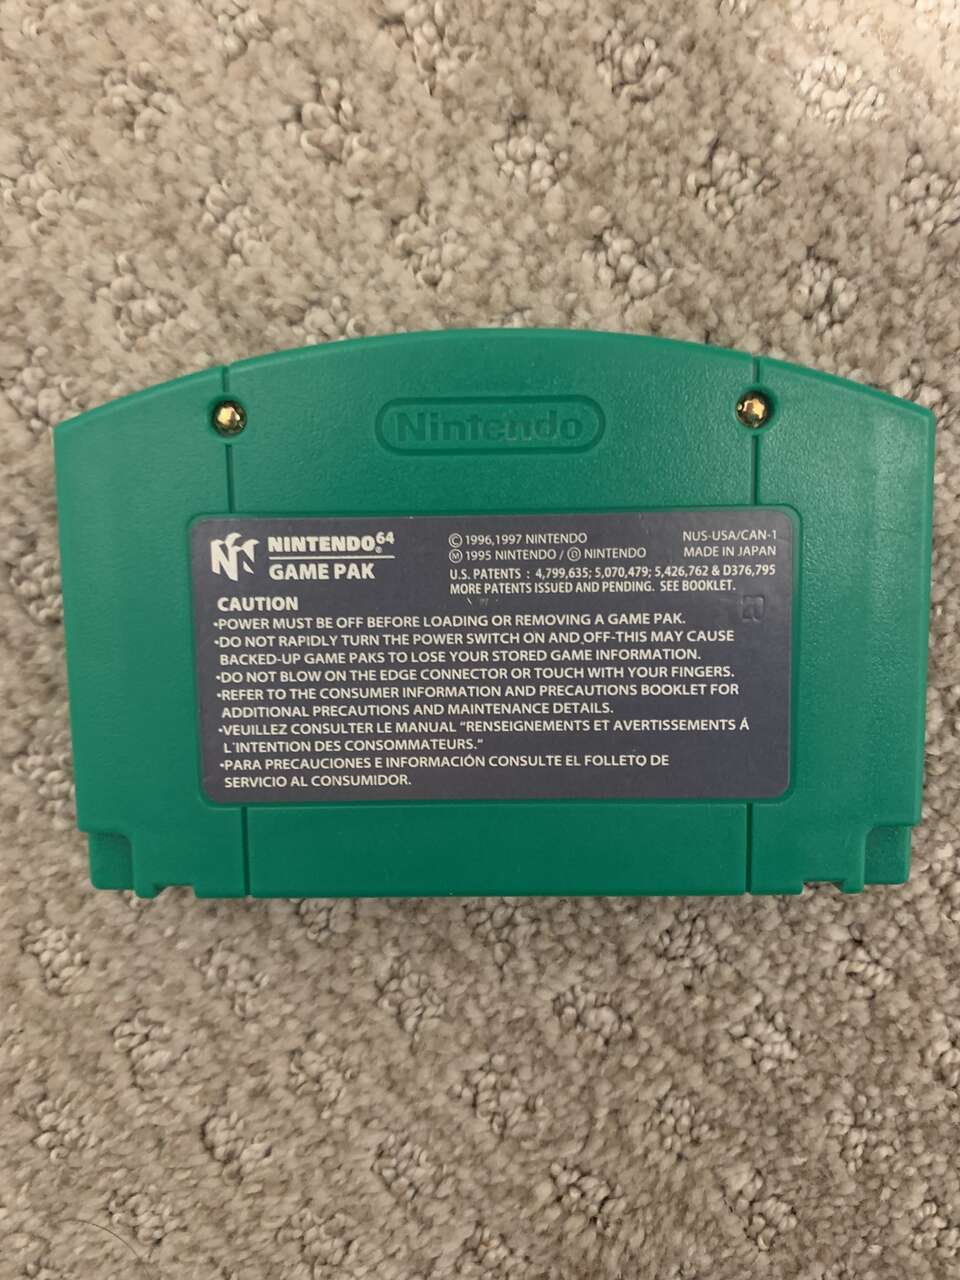 Nintendo
NINTENDO64
GAME PAK
©1996,1997 NINTENDO
Ⓜ1995 NINTENDO / Ⓓ NINTENDO
NUS-USA/CAN-1
MADE IN JAPAN
U.S. PATENTS : 4,799,635; 5,070,479; 5,426,762 & D376,795
MORE PATENTS ISSUED AND PENDING. SEE BOOKLET.
CAUTION
•POWER MUST BE OFF BEFORE LOADING OR REMOVING A GAME PAK.
•DO NOT RAPIDLY TURN THE POWER SWITCH ON AND OFF-THIS MAY CAUSE
BACKED-UP GAME PAKS TO LOSE YOUR STORED GAME INFORMATION.
•DO NOT BLOW ON THE EDGE CONNECTOR OR TOUCH WITH YOUR FINGERS.
•REFER TO THE CONSUMER INFORMATION AND PRECAUTIONS BOOKLET FOR
ADDITIONAL PRECAUTIONS AND MAINTENANCE DETAILS.
•VEUILLEZ CONSULTER LE MANUAL "RENSEIGNEMENTS ET AVERTISSEMENTS Á
L'INTENTION DES CONSOMMATEURS."
•PARA PRECAUCIONES E INFORMACIÓN CONSULTE EL FOLLETO DE
SERVICIO AL CONSUMIDOR.